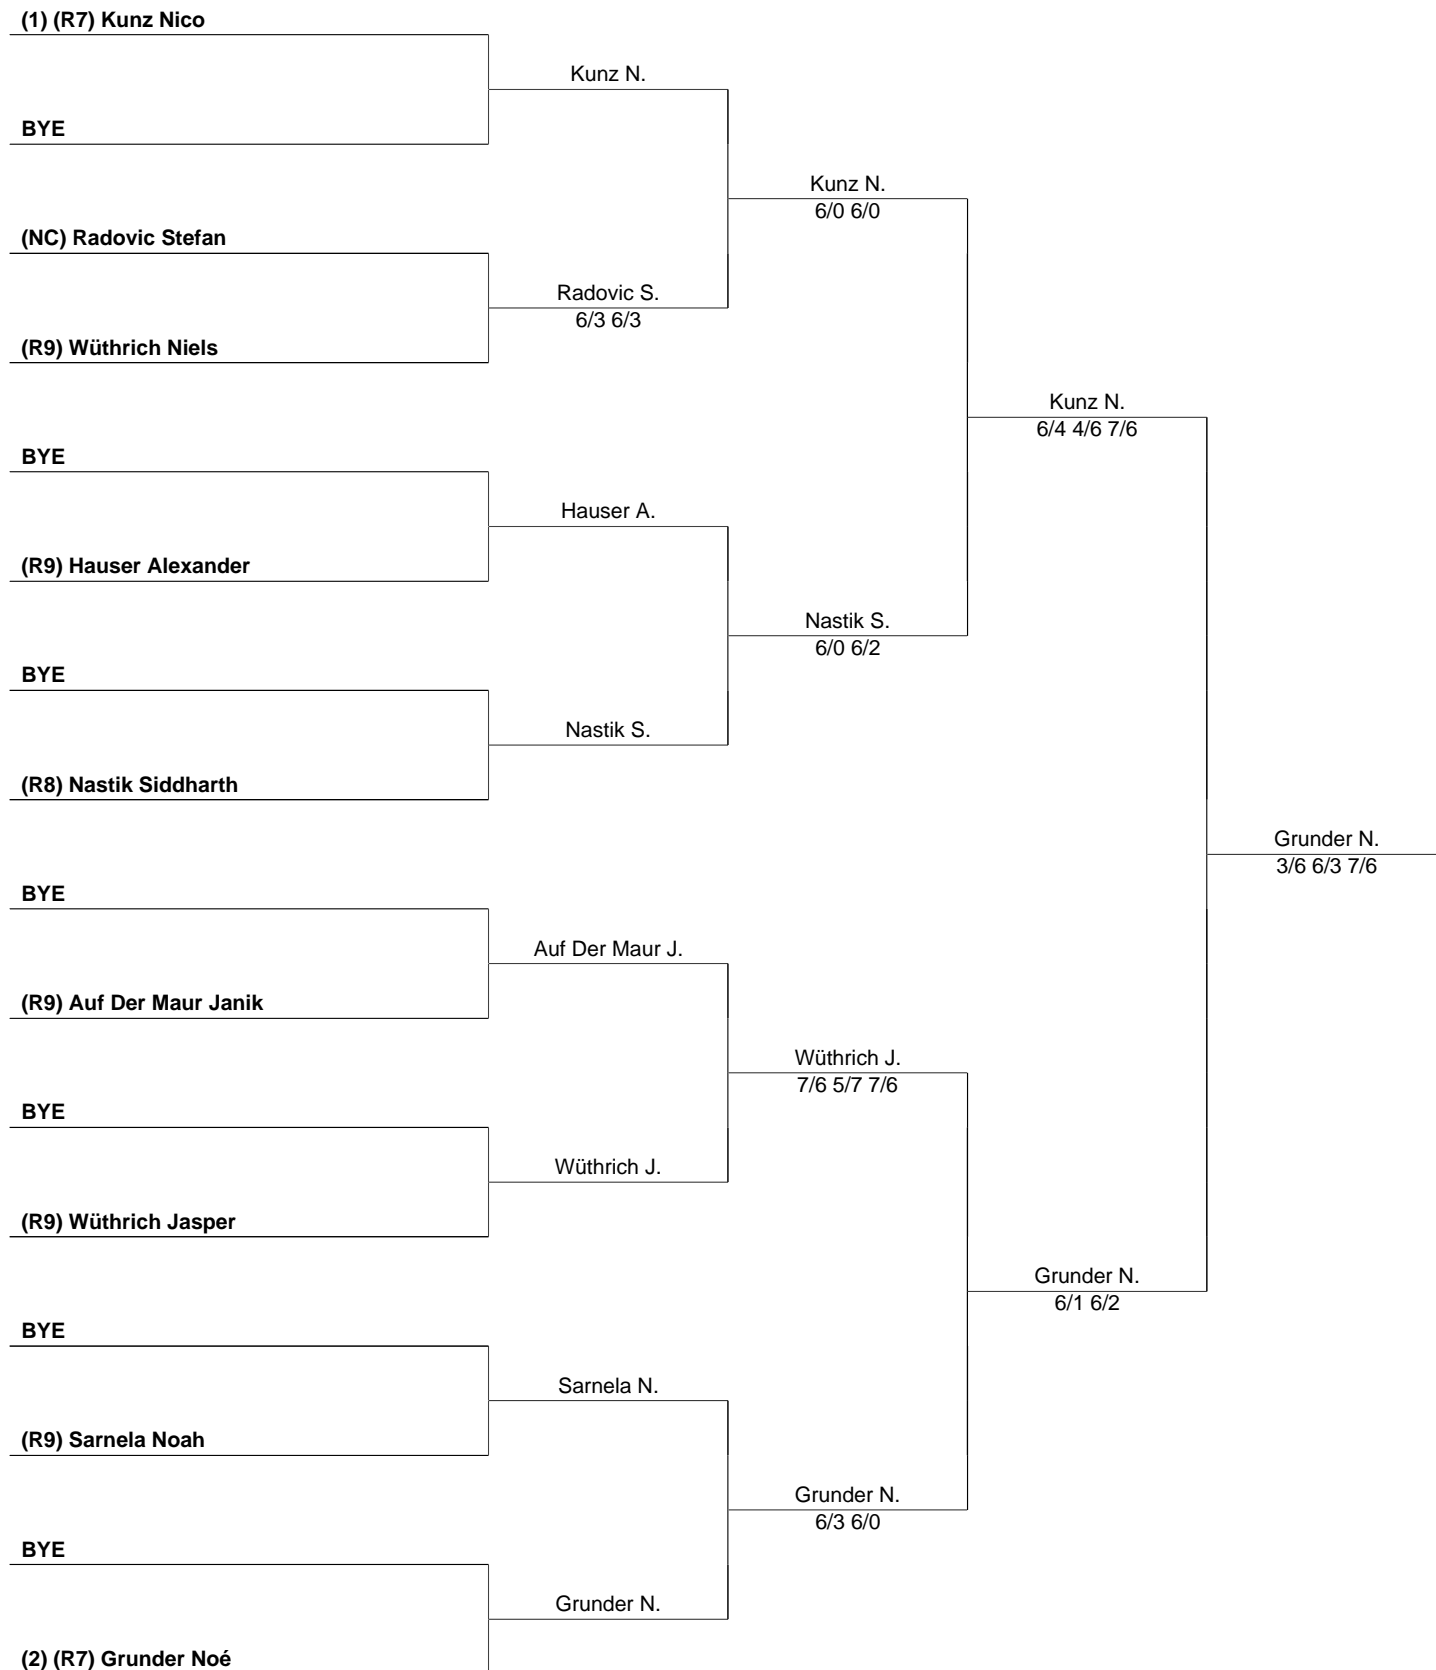 (1) (R7) Kunz Nico
Kunz N.
BYE
Kunz N.
6/0 6/0
(NC) Radovic Stefan
Radovic S.
6/3 6/3
(R9) Wüthrich Niels
Kunz N.
6/4 4/6 7/6
BYE
Hauser A.
(R9) Hauser Alexander
Nastik S.
6/0 6/2
BYE
Nastik S.
(R8) Nastik Siddharth
Grunder N.
3/6 6/3 7/6
BYE
Auf Der Maur J.
(R9) Auf Der Maur Janik
Wüthrich J.
7/6 5/7 7/6
BYE
Wüthrich J.
(R9) Wüthrich Jasper
Grunder N.
6/1 6/2
BYE
Sarnela N.
(R9) Sarnela Noah
Grunder N.
6/3 6/0
BYE
Grunder N.
(2) (R7) Grunder Noé